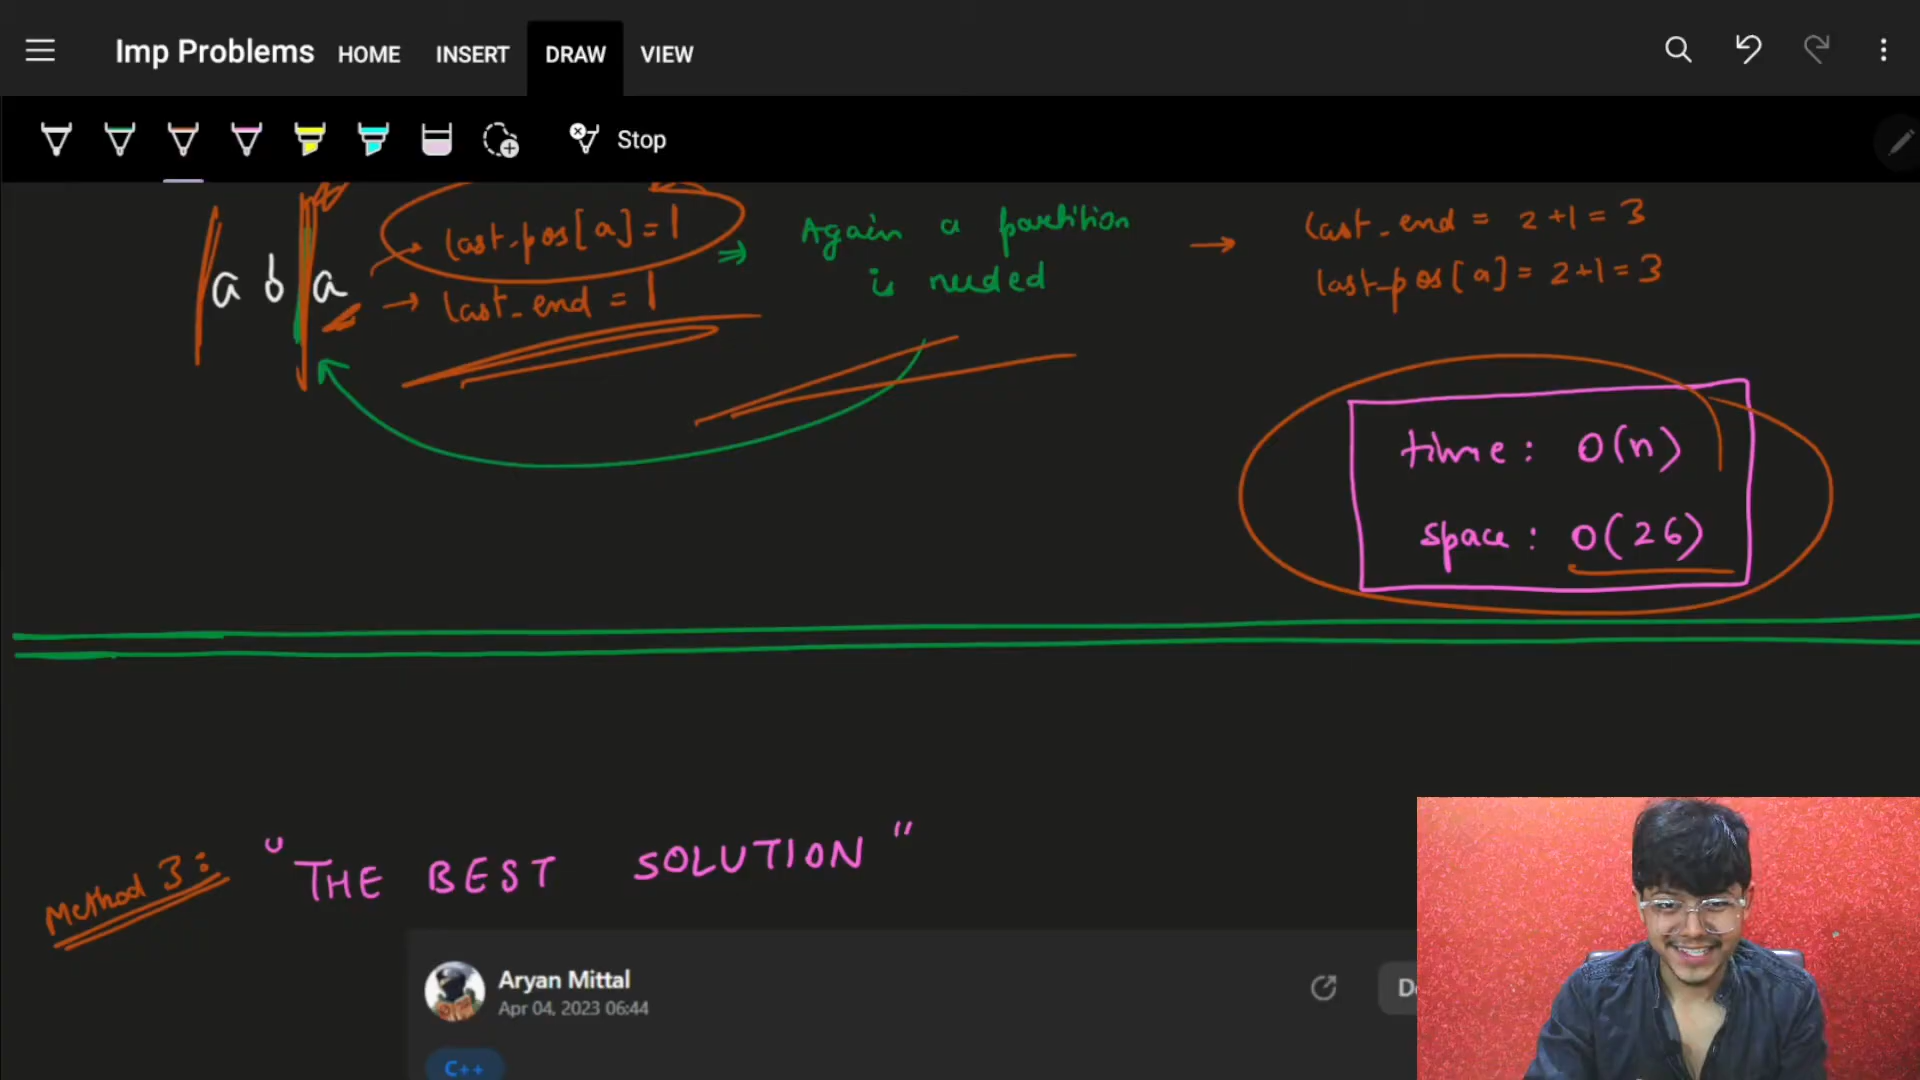 Imp Problems HOME INSERT DRAW VIEW
Stop
last_pos[a]=1
a b a
last_end = 1
⇒ Again a partition
is needed
→ last_end = 2+1=3
last_pos[a]= 2+1=3
time: O(n)
space: O(26)
Method 3: "THE BEST SOLUTION"
Aryan Mittal
Apr 04, 2023 06:44
C++